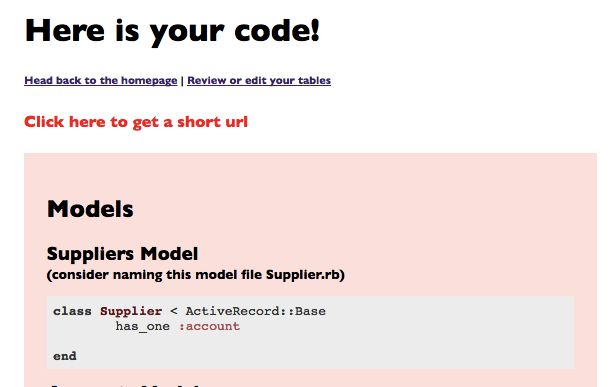 Here is your code!
Head back to the homepage | Review or edit your tables
Click here to get a short url
Models
Suppliers Model
(consider naming this model file Supplier.rb)
class Supplier < ActiveRecord::Base
has_one :account
end